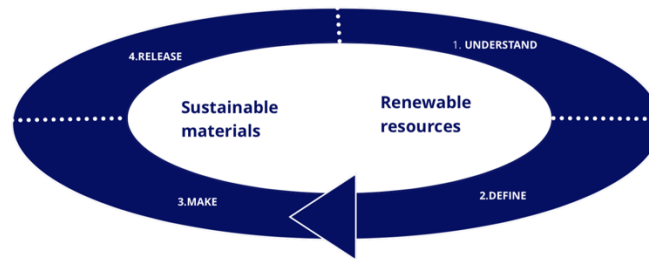 4.RELEASE
1. UNDERSTAND
Sustainable
materials
Renewable
resources
3.MAKE
2.DEFINE